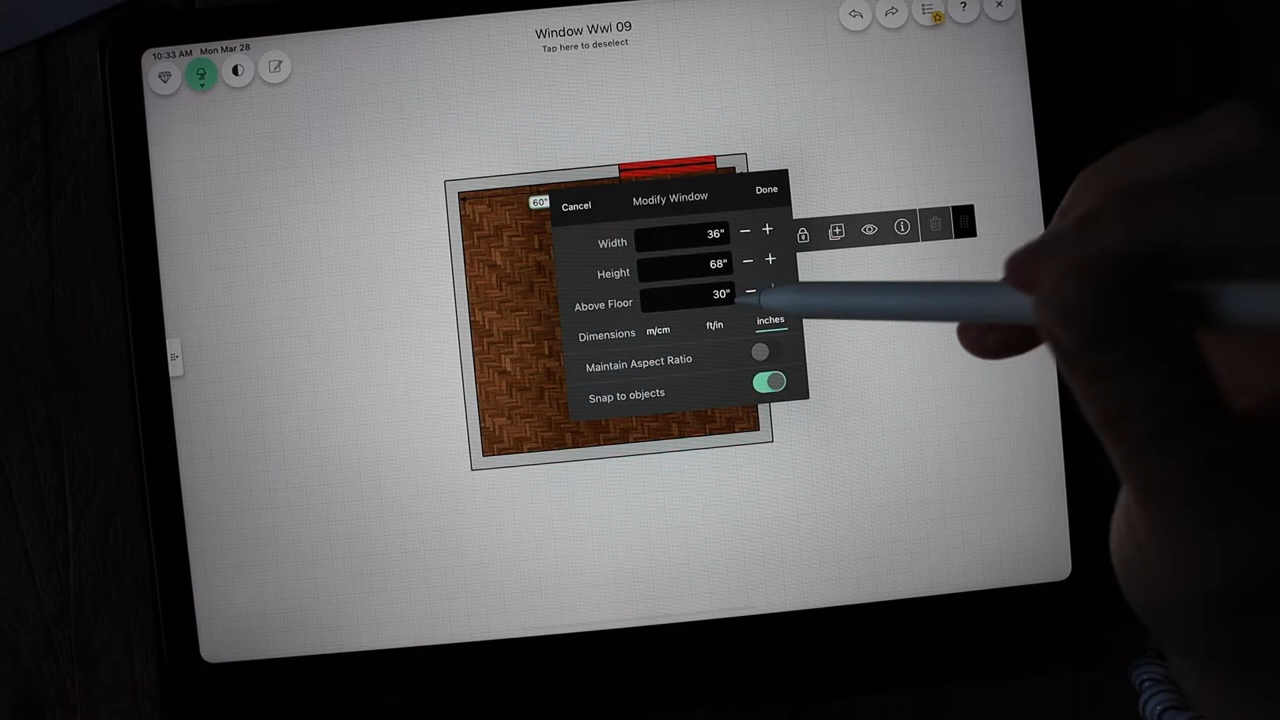 10:33 AM Mon Mar 28
Window Wwl 09
Tap here to deselect
?
60"
Cancel Modify Window Done
Width 36" − +
Height 68" − +
Above Floor 30" −
Dimensions m/cm ft/in inches
Maintain Aspect Ratio
Snap to objects